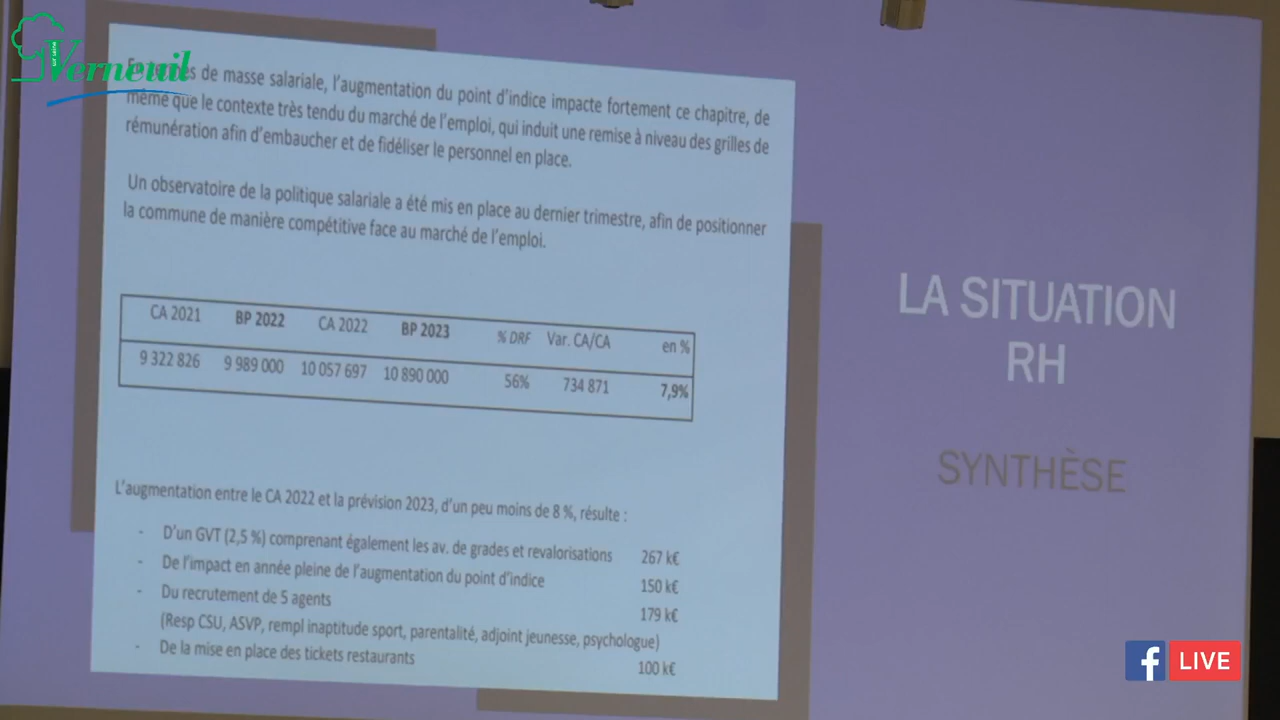 sur seine
Verneuil
de masse salariale, l'augmentation du point d'indice impacte fortement ce chapitre, de
même que le contexte très tendu du marché de l'emploi, qui induit une remise à niveau des grilles de
rémunération afin d'embaucher et de fidéliser le personnel en place.
Un observatoire de la politique salariale a été mis en place au dernier trimestre, afin de positionner
la commune de manière compétitive face au marché de l'emploi.
CA 2021 BP 2022 CA 2022 BP 2023 % DRF Var. CA/CA en %
9 322 826 9 989 000 10 057 697 10 890 000 56% 734 871 7,9%
L'augmentation entre le CA 2022 et la prévision 2023, d'un peu moins de 8 %, résulte :
- D'un GVT (2,5 %) comprenant également les av. de grades et revalorisations 267 k€
- De l'impact en année pleine de l'augmentation du point d'indice 150 k€
- Du recrutement de 5 agents 179 k€
(Resp CSU, ASVP, rempl inaptitude sport, parentalité, adjoint jeunesse, psychologue)
- De la mise en place des tickets restaurants 100 k€
LA SITUATION
RH
SYNTHÈSE
f LIVE